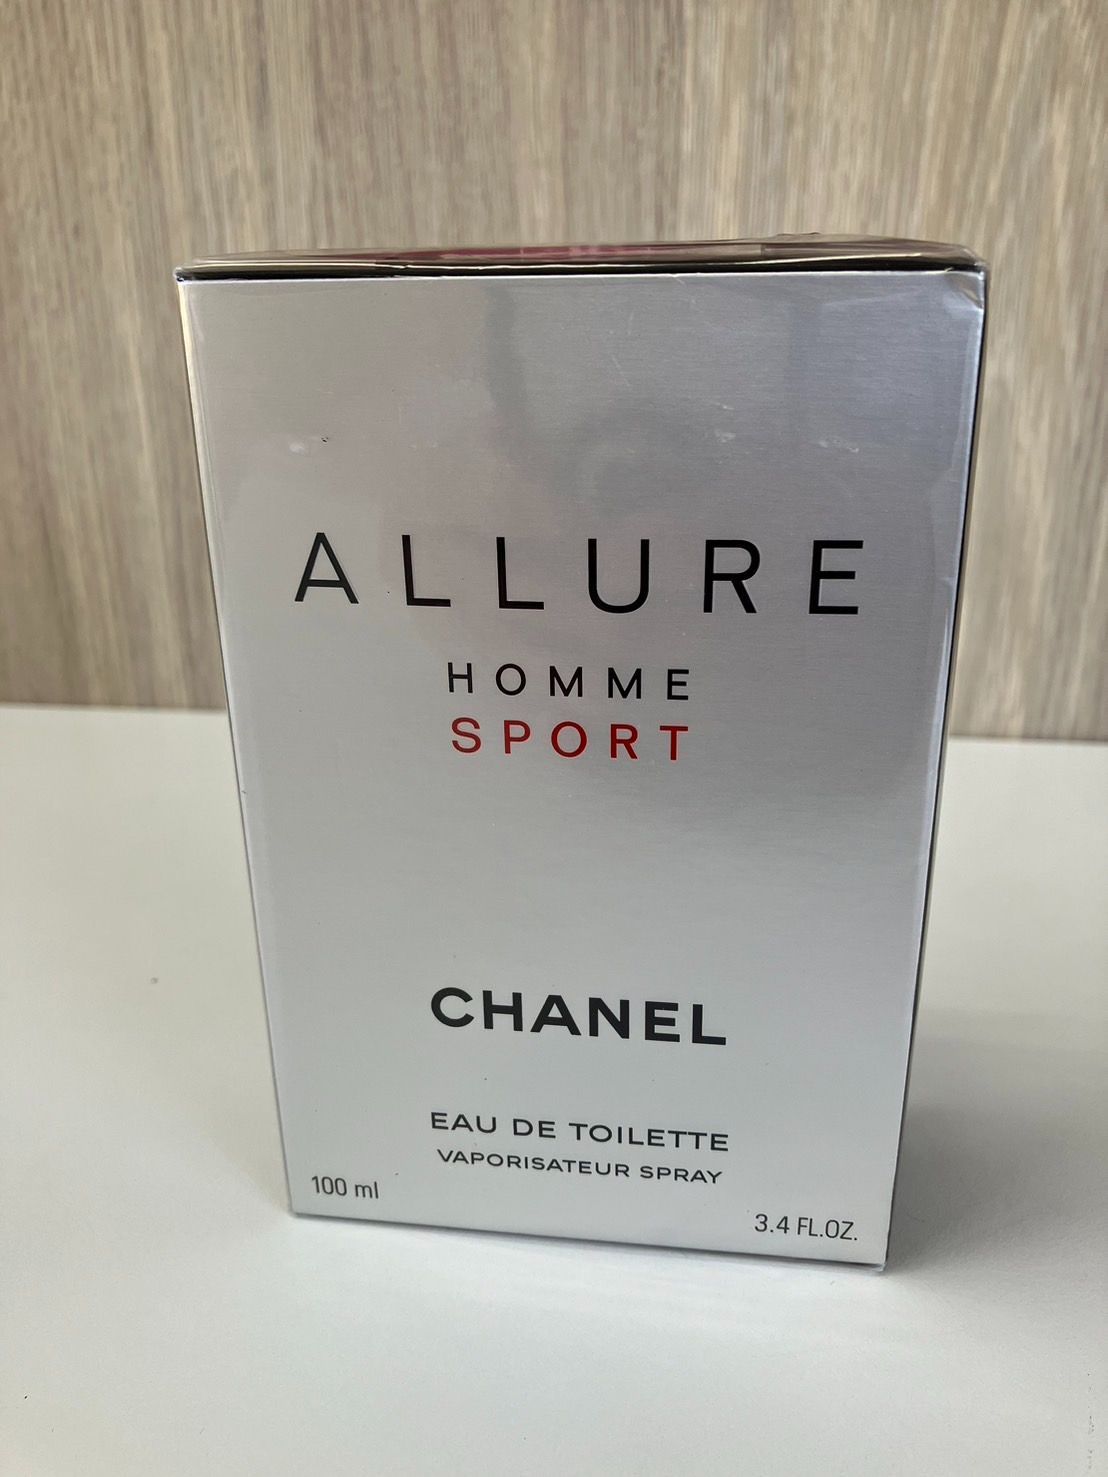 ALLURE
HOMME
SPORT
CHANEL
EAU DE TOILETTE
VAPORISATEUR SPRAY
100 ml
3.4 FL.OZ.